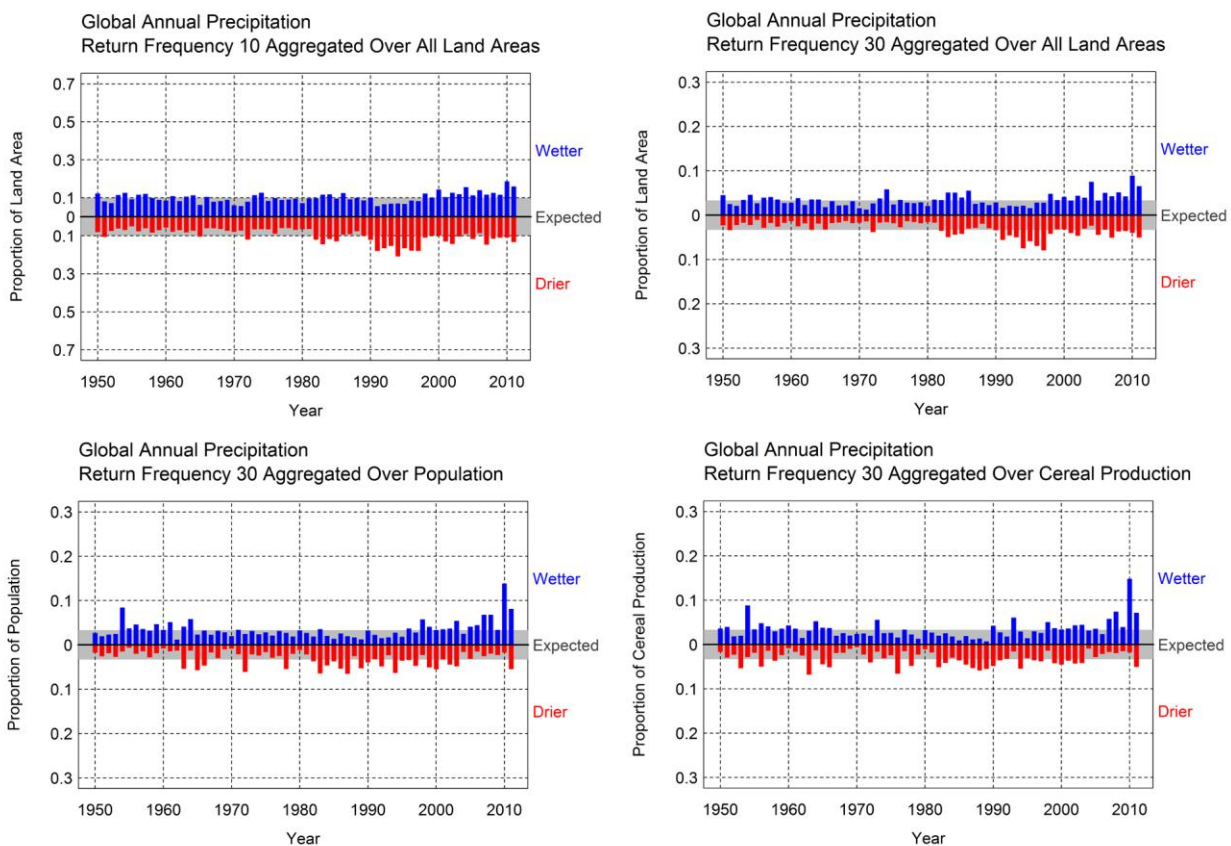 Global Annual Precipitation
Return Frequency 10 Aggregated Over All Land Areas
Proportion of Land Area
0.7
0.5
0.3
0.1
0
0.1
0.3
0.5
0.7
Wetter
Expected
Drier
1950 1960 1970 1980 1990 2000 2010
Year
Global Annual Precipitation
Return Frequency 30 Aggregated Over All Land Areas
Proportion of Land Area
0.3
0.2
0.1
0
0.1
0.2
0.3
Wetter
Expected
Drier
1950 1960 1970 1980 1990 2000 2010
Year
Global Annual Precipitation
Return Frequency 30 Aggregated Over Population
Proportion of Population
0.3
0.2
0.1
0
0.1
0.2
0.3
Wetter
Expected
Drier
1950 1960 1970 1980 1990 2000 2010
Year
Global Annual Precipitation
Return Frequency 30 Aggregated Over Cereal Production
Proportion of Cereal Production
0.3
0.2
0.1
0
0.1
0.2
0.3
Wetter
Expected
Drier
1950 1960 1970 1980 1990 2000 2010
Year